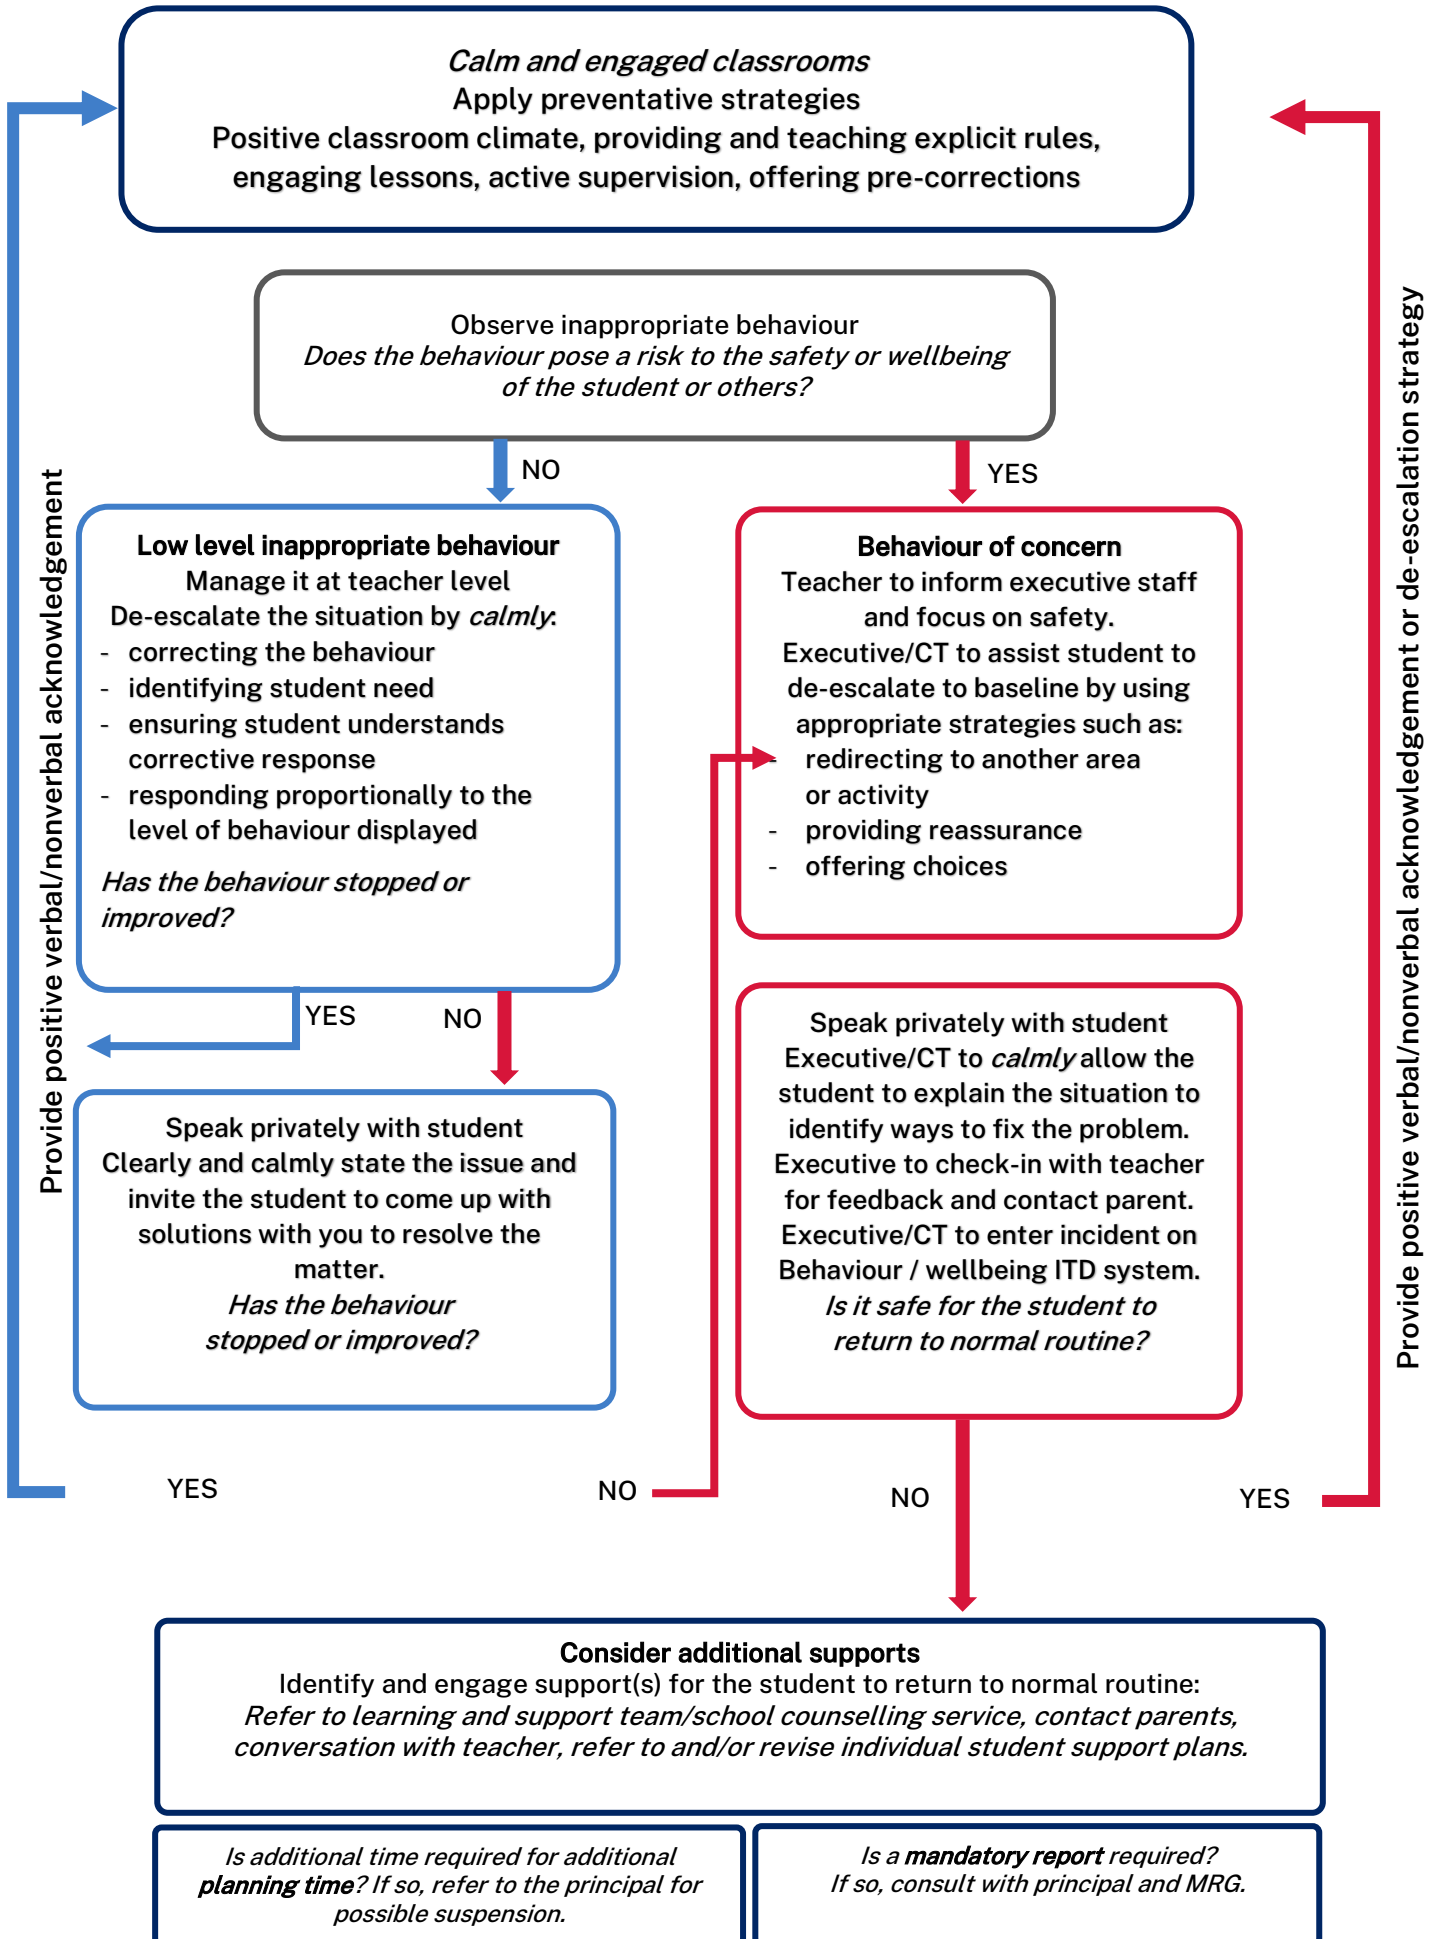 Calm and engaged classrooms
Apply preventative strategies
Positive classroom climate, providing and teaching explicit rules,
engaging lessons, active supervision, offering pre-corrections
Observe inappropriate behaviour
Does the behaviour pose a risk to the safety or wellbeing
of the student or others?
NO
YES
Provide positive verbal/nonverbal acknowledgement
Low level inappropriate behaviour
Manage it at teacher level
De-escalate the situation by calmly:
- correcting the behaviour
- identifying student need
- ensuring student understands
corrective response
- responding proportionally to the
level of behaviour displayed
Has the behaviour stopped or
improved?
YES
NO
Speak privately with student
Clearly and calmly state the issue and
invite the student to come up with
solutions with you to resolve the
matter.
Has the behaviour
stopped or improved?
YES
NO
Behaviour of concern
Teacher to inform executive staff
and focus on safety.
Executive/CT to assist student to
de-escalate to baseline by using
appropriate strategies such as:
- redirecting to another area
or activity
- providing reassurance
- offering choices
Speak privately with student
Executive/CT to calmly allow the
student to explain the situation to
identify ways to fix the problem.
Executive to check-in with teacher
for feedback and contact parent.
Executive/CT to enter incident on
Behaviour / wellbeing ITD system.
Is it safe for the student to
return to normal routine?
NO
YES
Provide positive verbal/nonverbal acknowledgement or de-escalation strategy
Consider additional supports
Identify and engage support(s) for the student to return to normal routine:
Refer to learning and support team/school counselling service, contact parents,
conversation with teacher, refer to and/or revise individual student support plans.
Is additional time required for additional
planning time? If so, refer to the principal for
possible suspension.
Is a mandatory report required?
If so, consult with principal and MRG.